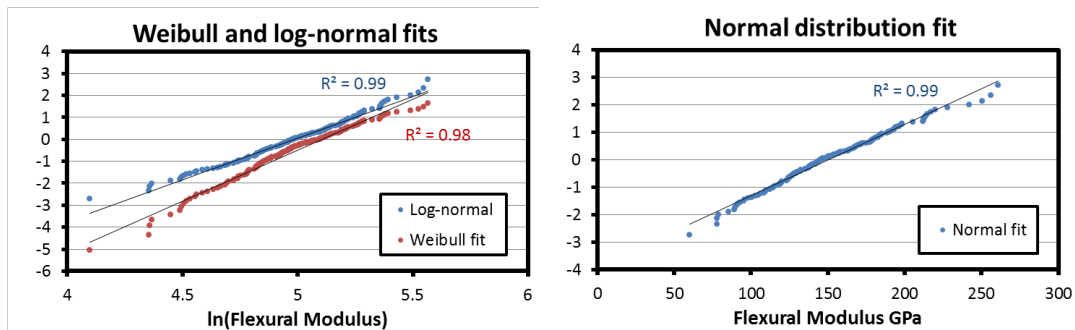 Weibull and log-normal fits
4
3
2
1
0
-1
-2
-3
-4
-5
-6
R² = 0.99
R² = 0.98
Log-normal
Weibull fit
4 4.5 5 5.5 6
ln(Flexural Modulus)
Normal distribution fit
4
3
2
1
0
-1
-2
-3
-4
R² = 0.99
Normal fit
0 50 100 150 200 250 300
Flexural Modulus GPa